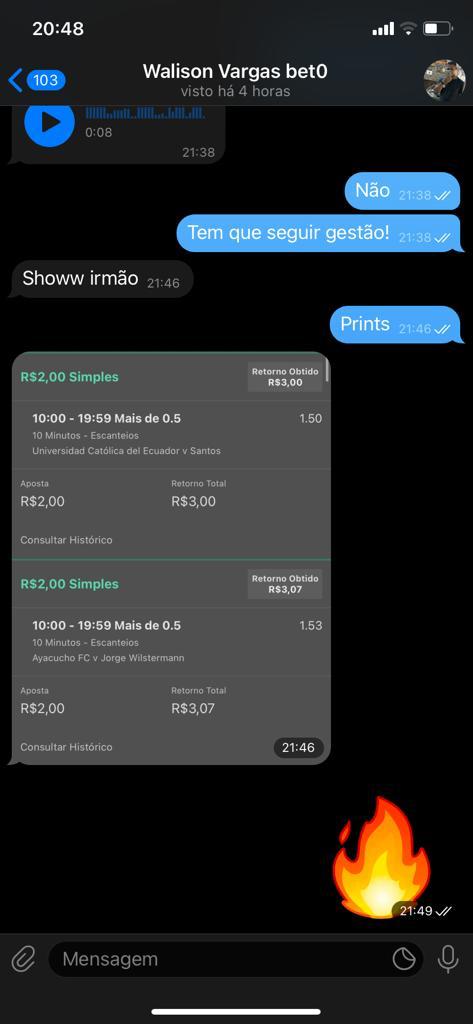 20:48
103
Walison Vargas bet0
visto há 4 horas
0:08
21:38
Não 21:38
Tem que seguir gestão! 21:38
Showw irmão 21:46
Prints 21:46
R$2,00 Simples
Retorno Obtido
R$3,00
10:00 - 19:59 Mais de 0.5 1.50
10 Minutos - Escanteios
Universidad Católica del Ecuador v Santos
Aposta Retorno Total
R$2,00 R$3,00
Consultar Histórico
R$2,00 Simples
Retorno Obtido
R$3,07
10:00 - 19:59 Mais de 0.5 1.53
10 Minutos - Escanteios
Ayacucho FC v Jorge Wilstermann
Aposta Retorno Total
R$2,00 R$3,07
Consultar Histórico
21:46
21:49
Mensagem